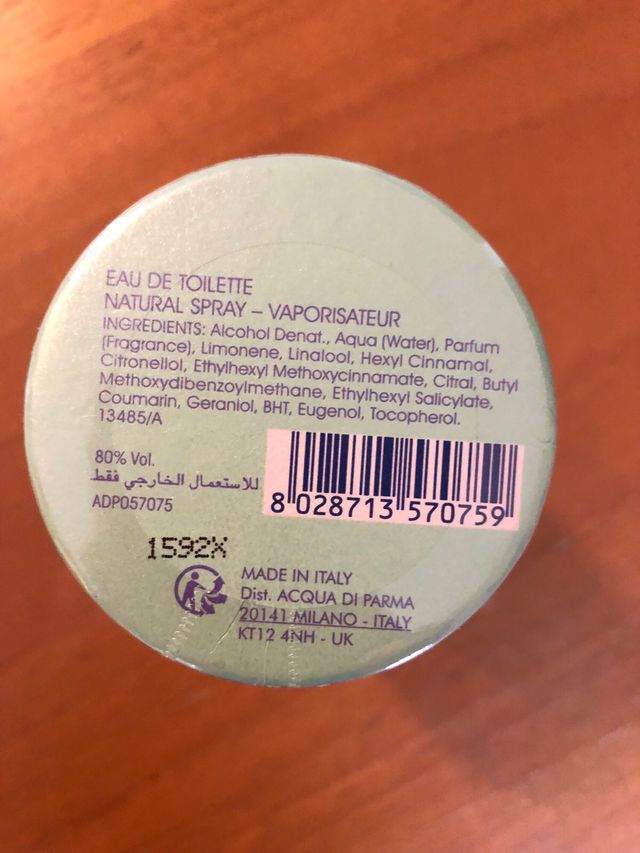 EAU DE TOILETTE
NATURAL SPRAY – VAPORISATEUR
INGREDIENTS: Alcohol Denat., Aqua (Water), Parfum
(Fragrance), Limonene, Linalool, Hexyl Cinnamal,
Citronellol, Ethylhexyl Methoxycinnamate, Citral, Butyl
Methoxydibenzoylmethane, Ethylhexyl Salicylate,
Coumarin, Geraniol, BHT, Eugenol, Tocopherol.
13485/A
80% Vol.
للاستعمال الخارجي فقط
ADP057075
8 028713 570759
1592X
MADE IN ITALY
Dist. ACQUA DI PARMA
20141 MILANO - ITALY
KT12 4NH - UK